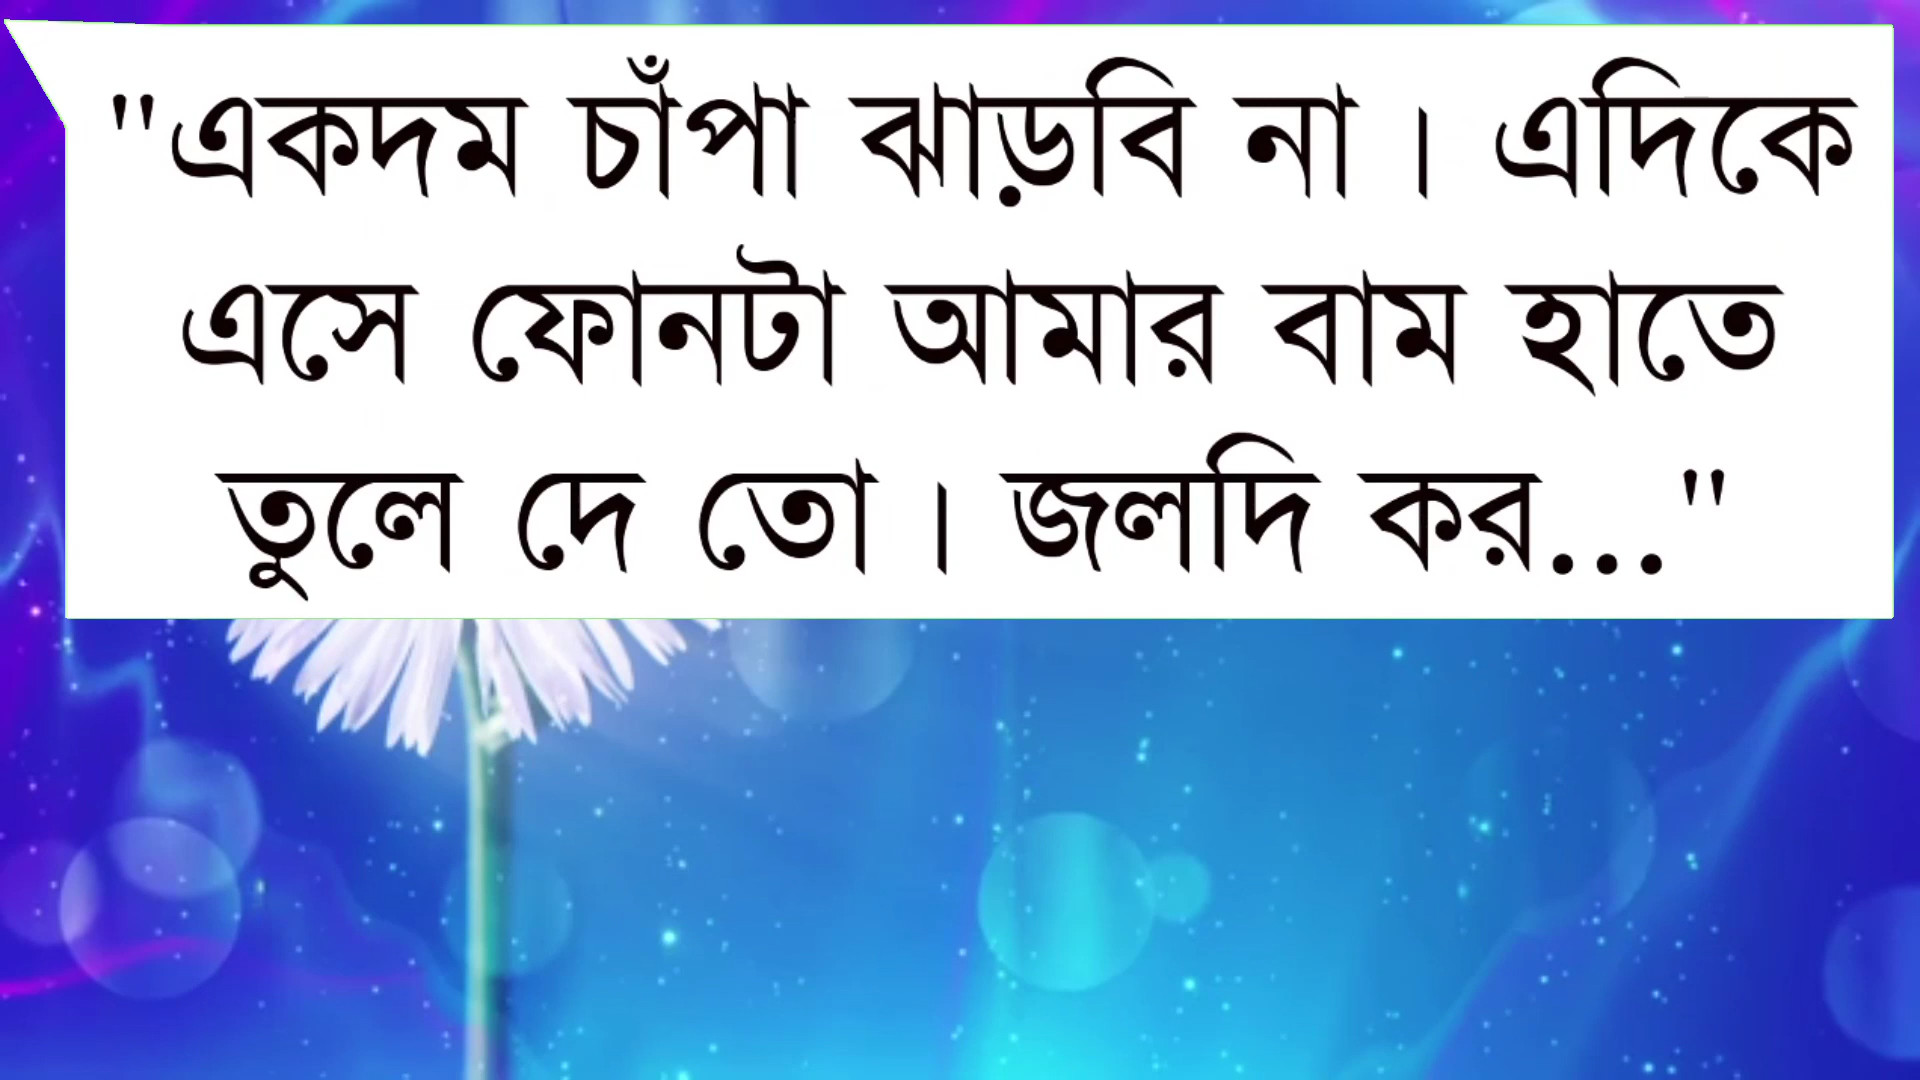 "একদম চাঁপা ঝাড়বি না । এদিকে
এসে ফোনটা আমার বাম হাতে
তুলে দে তো । জলদি কর..."